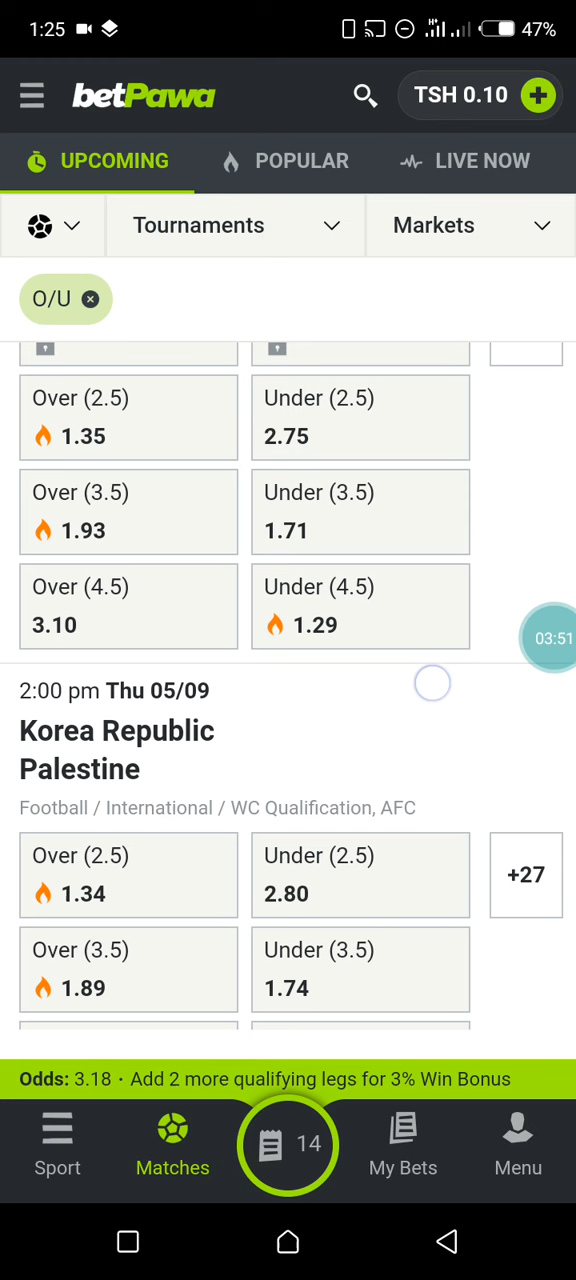 1:25 47%
betPawa TSH 0.10 +
UPCOMING POPULAR LIVE NOW
Tournaments Markets
O/U
Over (2.5) Under (2.5)
1.35 2.75
Over (3.5) Under (3.5)
1.93 1.71
Over (4.5) Under (4.5)
3.10 1.29
03:51
2:00 pm Thu 05/09
Korea Republic
Palestine
Football / International / WC Qualification, AFC
Over (2.5) Under (2.5) +27
1.34 2.80
Over (3.5) Under (3.5)
1.89 1.74
Odds: 3.18 · Add 2 more qualifying legs for 3% Win Bonus
14
Sport Matches My Bets Menu